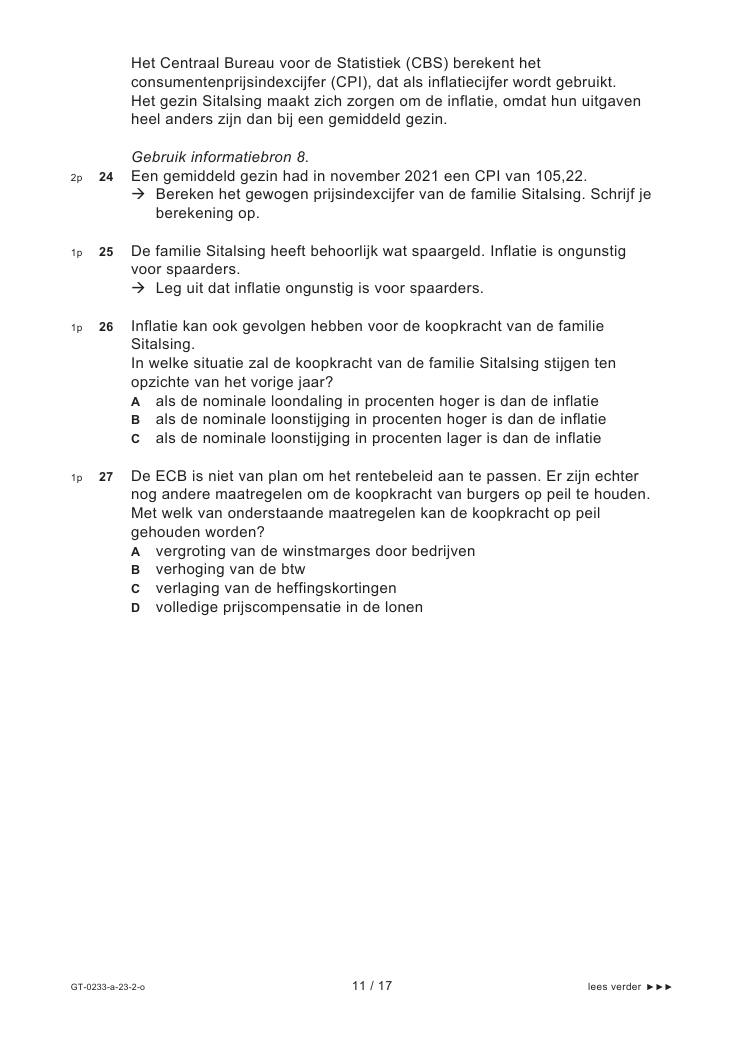 Het Centraal Bureau voor de Statistiek (CBS) berekent het
consumentenprijsindexcijfer (CPI), dat als inflatiecijfer wordt gebruikt.
Het gezin Sitalsing maakt zich zorgen om de inflatie, omdat hun uitgaven
heel anders zijn dan bij een gemiddeld gezin.
Gebruik informatiebron 8.
2p 24 Een gemiddeld gezin had in november 2021 een CPI van 105,22.
→ Bereken het gewogen prijsindexcijfer van de familie Sitalsing. Schrijf je
berekening op.
1p 25 De familie Sitalsing heeft behoorlijk wat spaargeld. Inflatie is ongunstig
voor spaarders.
→ Leg uit dat inflatie ongunstig is voor spaarders.
1p 26 Inflatie kan ook gevolgen hebben voor de koopkracht van de familie
Sitalsing.
In welke situatie zal de koopkracht van de familie Sitalsing stijgen ten
opzichte van het vorige jaar?
A als de nominale loondaling in procenten hoger is dan de inflatie
B als de nominale loonstijging in procenten hoger is dan de inflatie
C als de nominale loonstijging in procenten lager is dan de inflatie
1p 27 De ECB is niet van plan om het rentebeleid aan te passen. Er zijn echter
nog andere maatregelen om de koopkracht van burgers op peil te houden.
Met welk van onderstaande maatregelen kan de koopkracht op peil
gehouden worden?
A vergroting van de winstmarges door bedrijven
B verhoging van de btw
C verlaging van de heffingskortingen
D volledige prijscompensatie in de lonen
GT-0233-a-23-2-o 11 / 17 lees verder ►►►